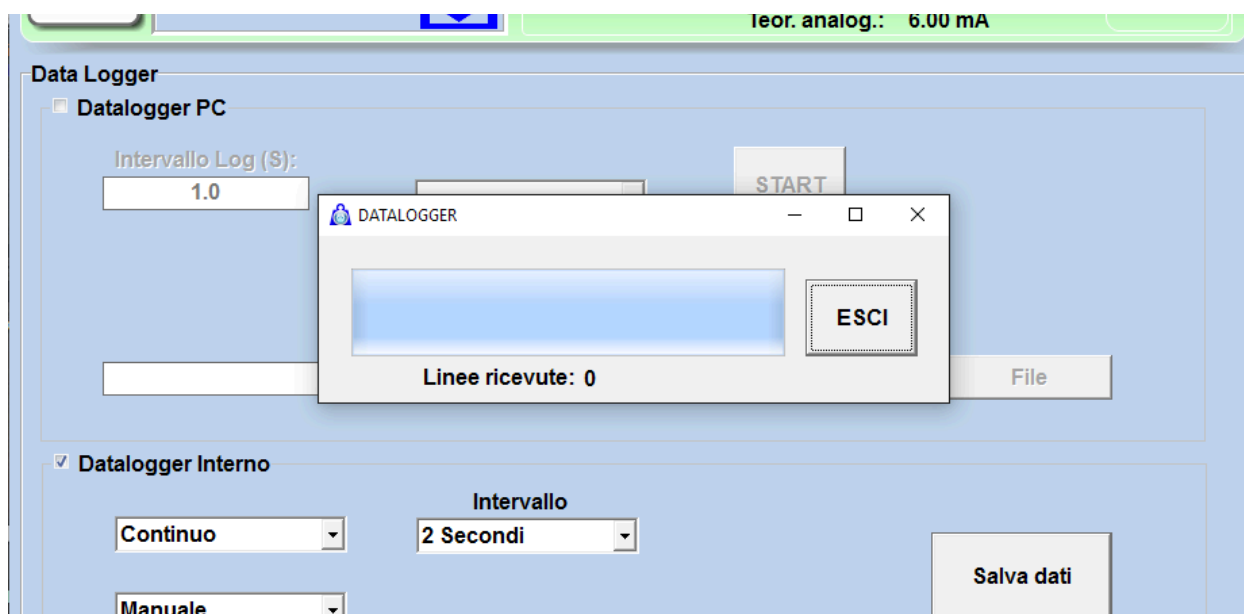 Teor. analog.: 6.00 mA
Data Logger
Datalogger PC
Intervallo Log (S):
1.0
START
DATALOGGER
ESCI
Linee ricevute: 0
File
Datalogger Interno
Intervallo
Continuo
2 Secondi
Salva dati
Manuale